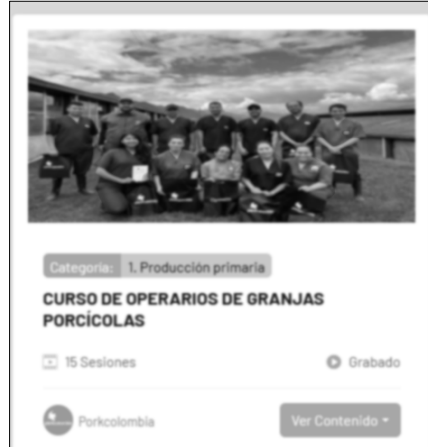 Categoría: 1. Producción primaria
CURSO DE OPERARIOS DE GRANJAS
PORCÍCOLAS
15 Sesiones
Grabado
Porkcolombia
Ver Contenido